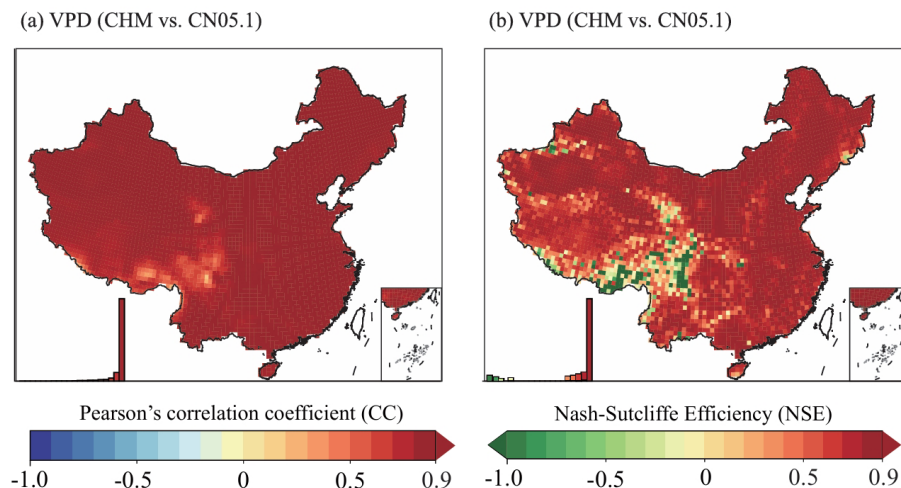 (a) VPD (CHM vs. CN05.1)
(b) VPD (CHM vs. CN05.1)
Pearson's correlation coefficient (CC)
-1.0 -0.5 0 0.5 0.9
Nash-Sutcliffe Efficiency (NSE)
-1.0 -0.5 0 0.5 0.9